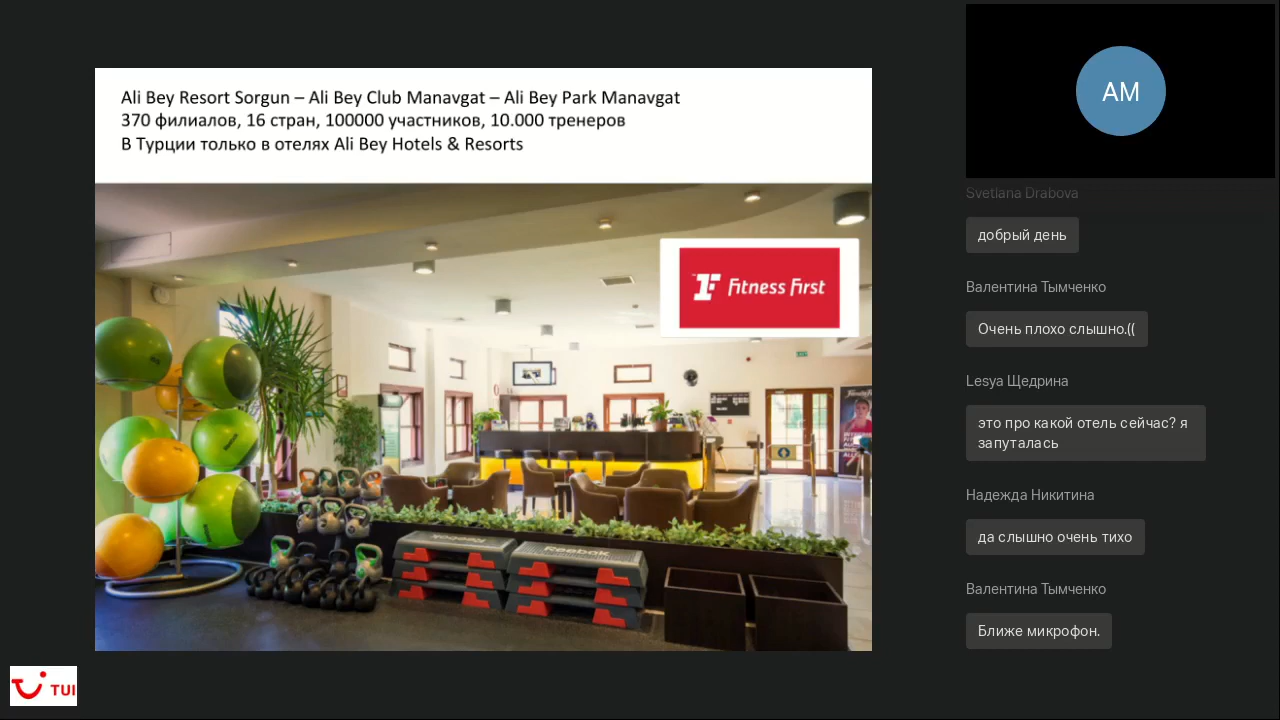 Ali Bey Resort Sorgun – Ali Bey Club Manavgat – Ali Bey Park Manavgat
370 филиалов, 16 стран, 100000 участников, 10.000 тренеров
В Турции только в отелях Ali Bey Hotels & Resorts
Fitness First
Reebok
Reebok
TUI
AM
Svetlana Drabova
добрый день
Валентина Тымченко
Очень плохо слышно.((
Lesya Щедрина
это про какой отель сейчас? я
запуталась
Надежда Никитина
да слышно очень тихо
Валентина Тымченко
Ближе микрофон.